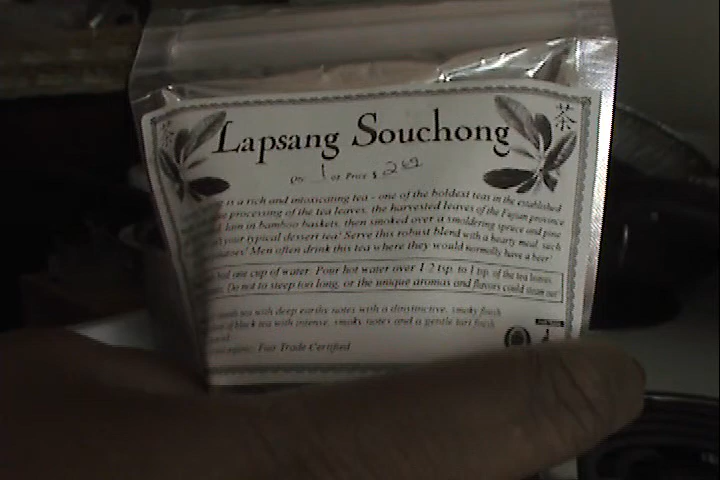 茶
Lapsang Souchong
Qty 1 oz Price $ 2
is a rich and intoxicating tea - one of the boldest teas in the established
processing of the tea leaves, the harvested leaves of the Fujian province
in bamboo baskets, then smoked over a smoldering spruce and pine
your typical dessert tea! Serve this robust blend with a hearty meal, such
Men often drink this tea where they would normally have a beer!
one cup of water. Pour hot water over 1 2 tsp. to 1 tsp. of the tea leaves.
Do not to steep too long, or the unique aromas and flavors could steam out
tea with deep earthy notes with a distinctive, smoky finish
of black tea with intense, smoky notes and a gentle tart finish
Fair Trade Certified